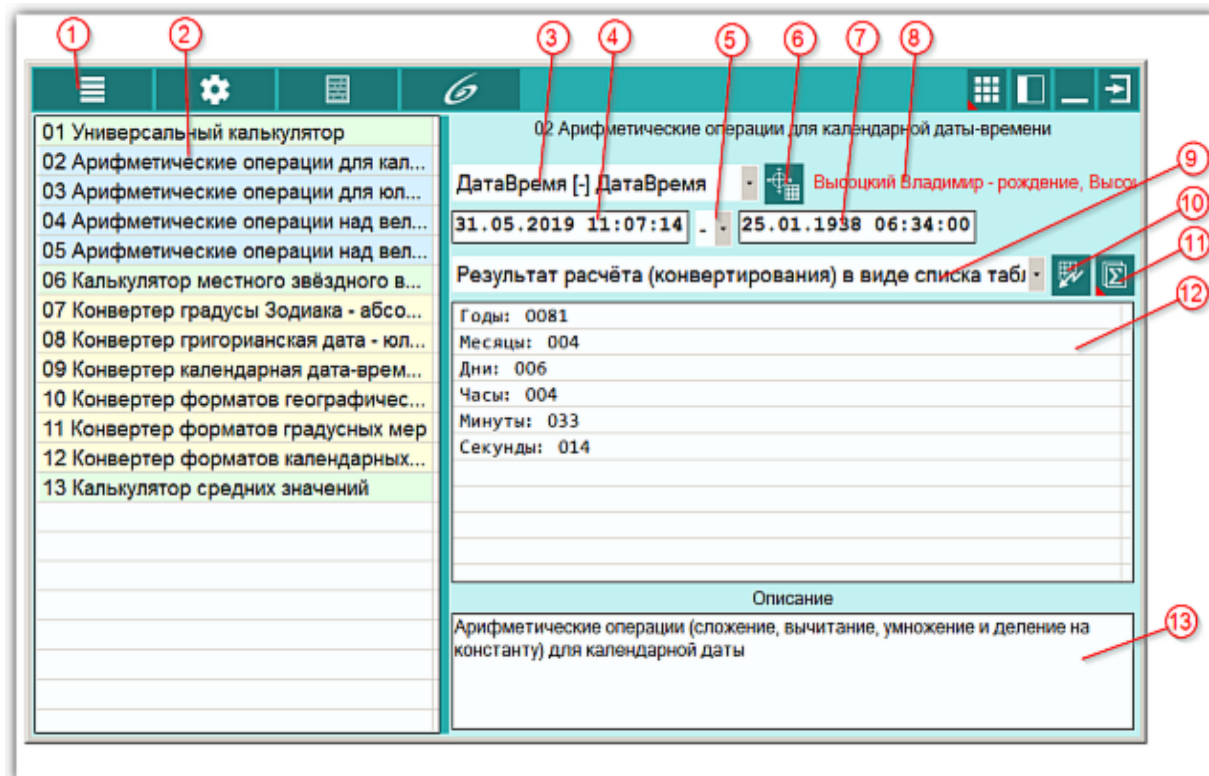 1 2 3 4 5 6 7 8
01 Универсальный калькулятор
02 Арифметические операции для кал...
03 Арифметические операции для юл...
04 Арифметические операции над вел...
05 Арифметические операции над вел...
06 Калькулятор местного звёздного в...
07 Конвертер градусы Зодиака - абсо...
08 Конвертер григорианская дата - юл...
09 Конвертер календарная дата-врем...
10 Конвертер форматов географичес...
11 Конвертер форматов градусных мер
12 Конвертер форматов календарных...
13 Калькулятор средних значений
02 Арифметические операции для календарной даты-времени
ДатаВремя [-] ДатаВремя
Высоцкий Владимир - рождение, Высо
31.05.2019 11:07:14 - 25.01.1938 06:34:00
Результат расчёта (конвертирования) в виде списка табл
Годы: 0081
Месяцы: 004
Дни: 006
Часы: 004
Минуты: 033
Секунды: 014
Описание
Арифметические операции (сложение, вычитание, умножение и деление на
константу) для календарной даты
9
10
11
12
13